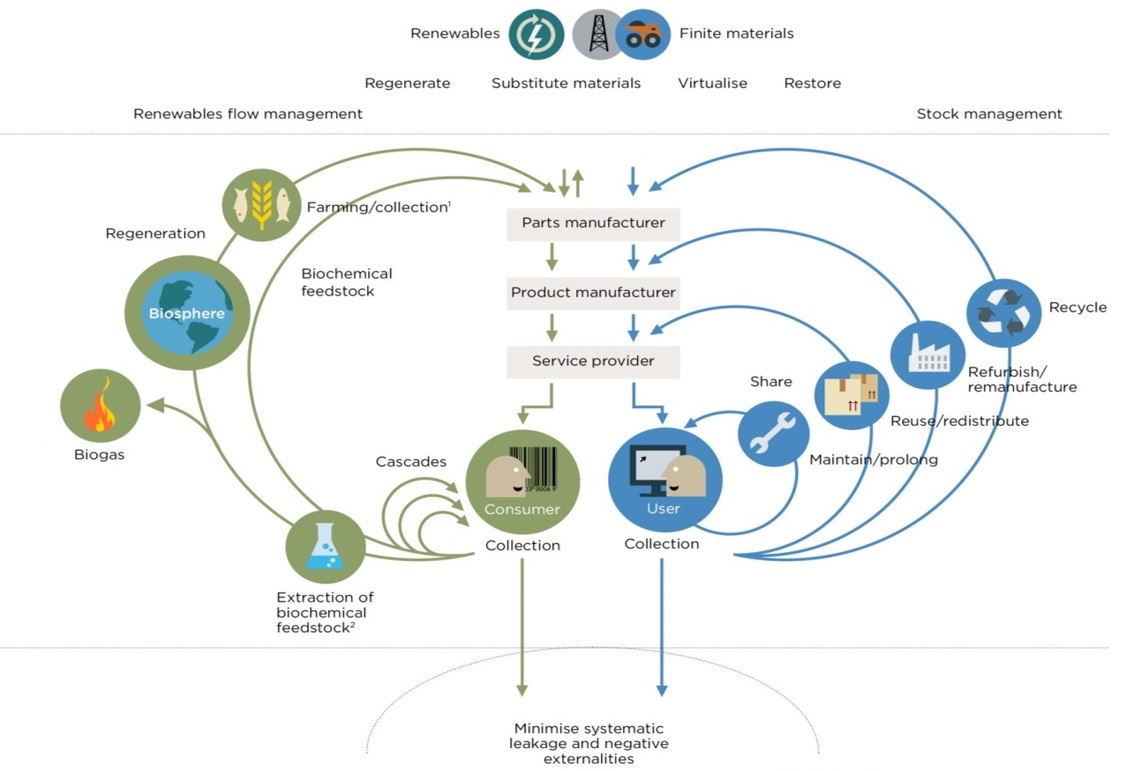 Renewables
Finite materials
Regenerate
Substitute materials
Virtualise
Restore
Renewables flow management
Stock management
Farming/collection¹
Parts manufacturer
Regeneration
Biochemical
feedstock
Product manufacturer
Biosphere
Recycle
Service provider
Share
Refurbish/
remanufacture
Reuse/redistribute
Biogas
Cascades
Maintain/prolong
Consumer
User
Collection
Collection
Extraction of
biochemical
feedstock²
Minimise systematic
leakage and negative
externalities